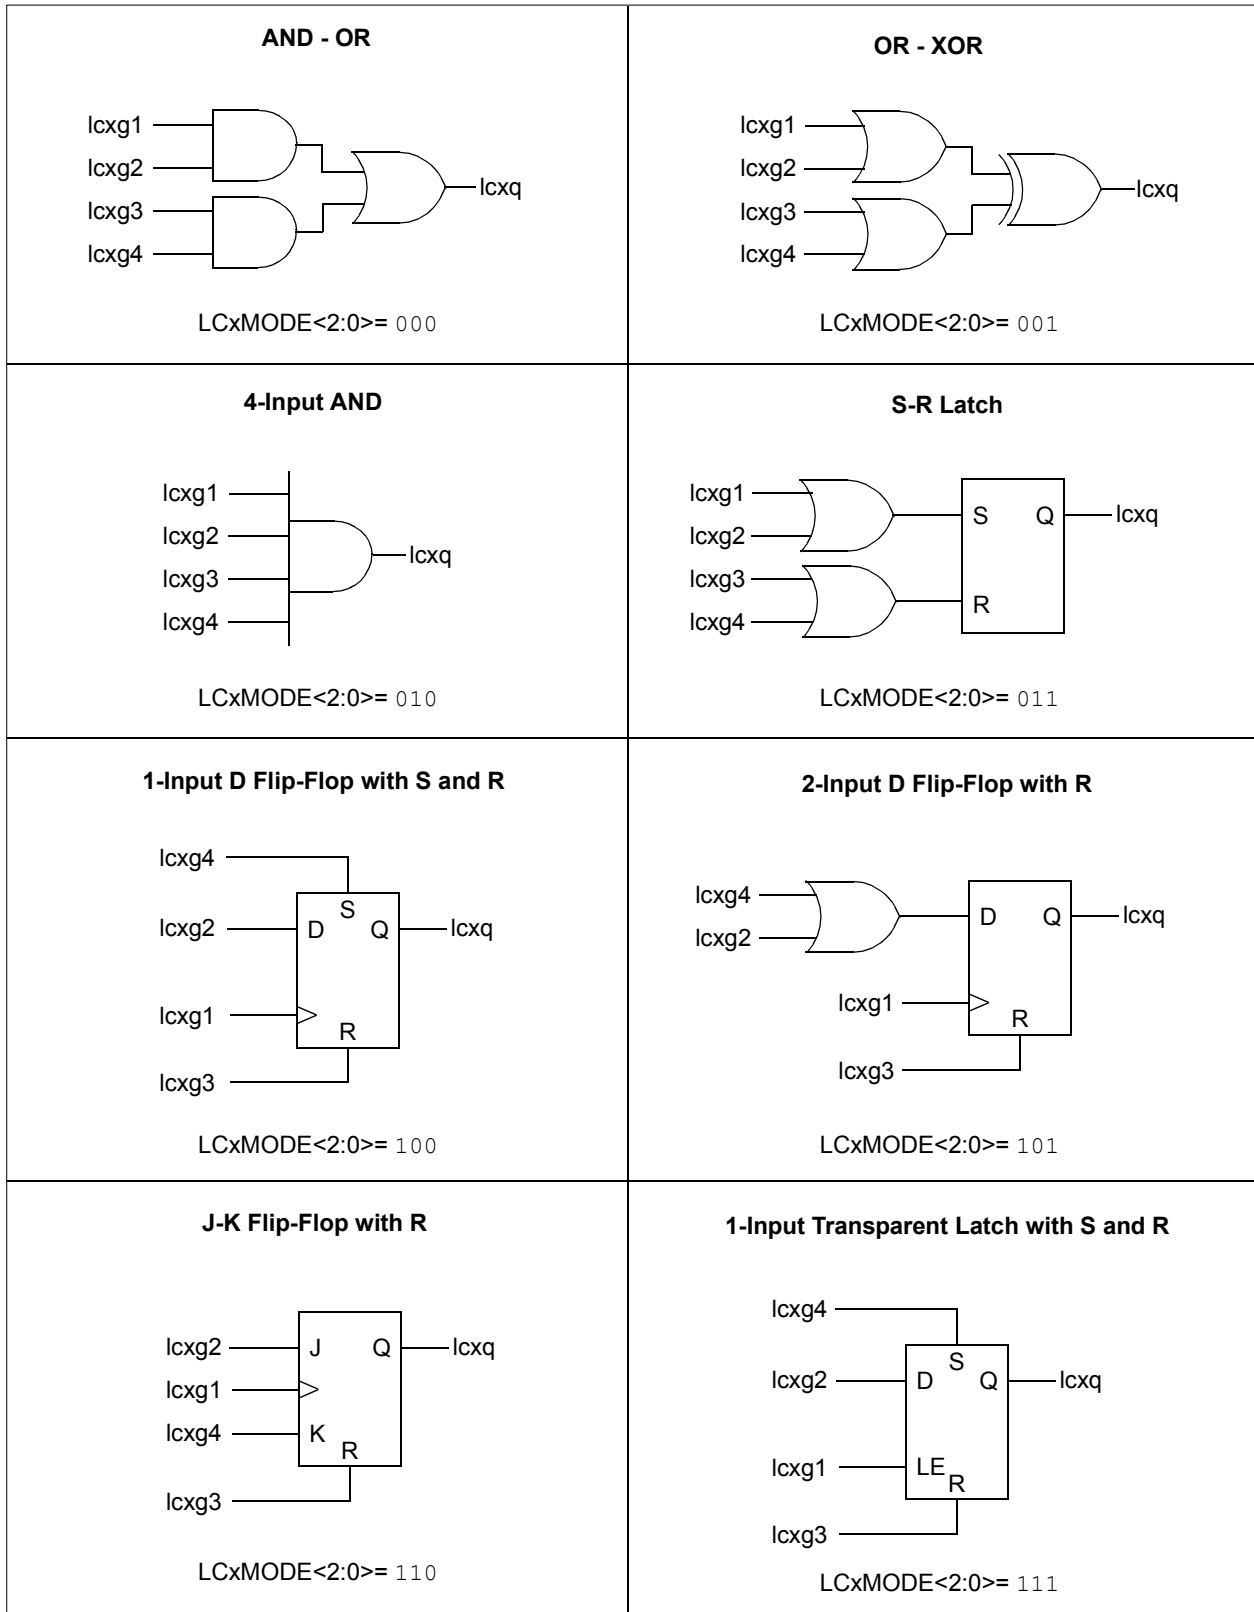 AND - OR
lcxg1
lcxg2
lcxg3
lcxg4
lcxq
LCxMODE<2:0>= 000
OR - XOR
lcxg1
lcxg2
lcxg3
lcxg4
lcxq
LCxMODE<2:0>= 001
4-Input AND
lcxg1
lcxg2
lcxg3
lcxg4
lcxq
LCxMODE<2:0>= 010
S-R Latch
lcxg1
lcxg2
lcxg3
lcxg4
S Q
lcxq
R
LCxMODE<2:0>= 011
1-Input D Flip-Flop with S and R
lcxg4
S
lcxg2
D Q
lcxq
lcxg1
R
lcxg3
LCxMODE<2:0>= 100
2-Input D Flip-Flop with R
lcxg4
lcxg2
D Q
lcxq
lcxg1
R
lcxg3
LCxMODE<2:0>= 101
J-K Flip-Flop with R
lcxg2
J Q
lcxq
lcxg1
lcxg4
K
R
lcxg3
LCxMODE<2:0>= 110
1-Input Transparent Latch with S and R
lcxg4
S
lcxg2
D Q
lcxq
lcxg1
LE
R
lcxg3
LCxMODE<2:0>= 111